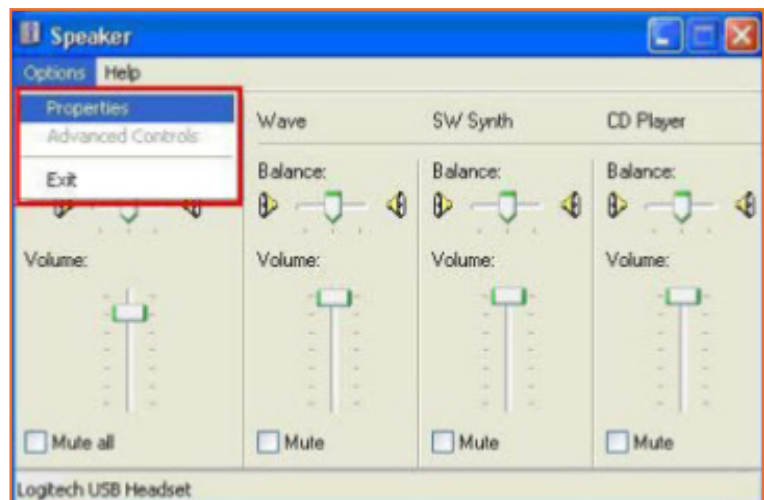 Speaker
Options Help
Properties
Advanced Controls
Exit
Wave
SW Synth
CD Player
Balance:
Balance:
Balance:
Volume:
Volume:
Volume:
Volume:
Mute all
Mute
Mute
Mute
Logitech USB Headset